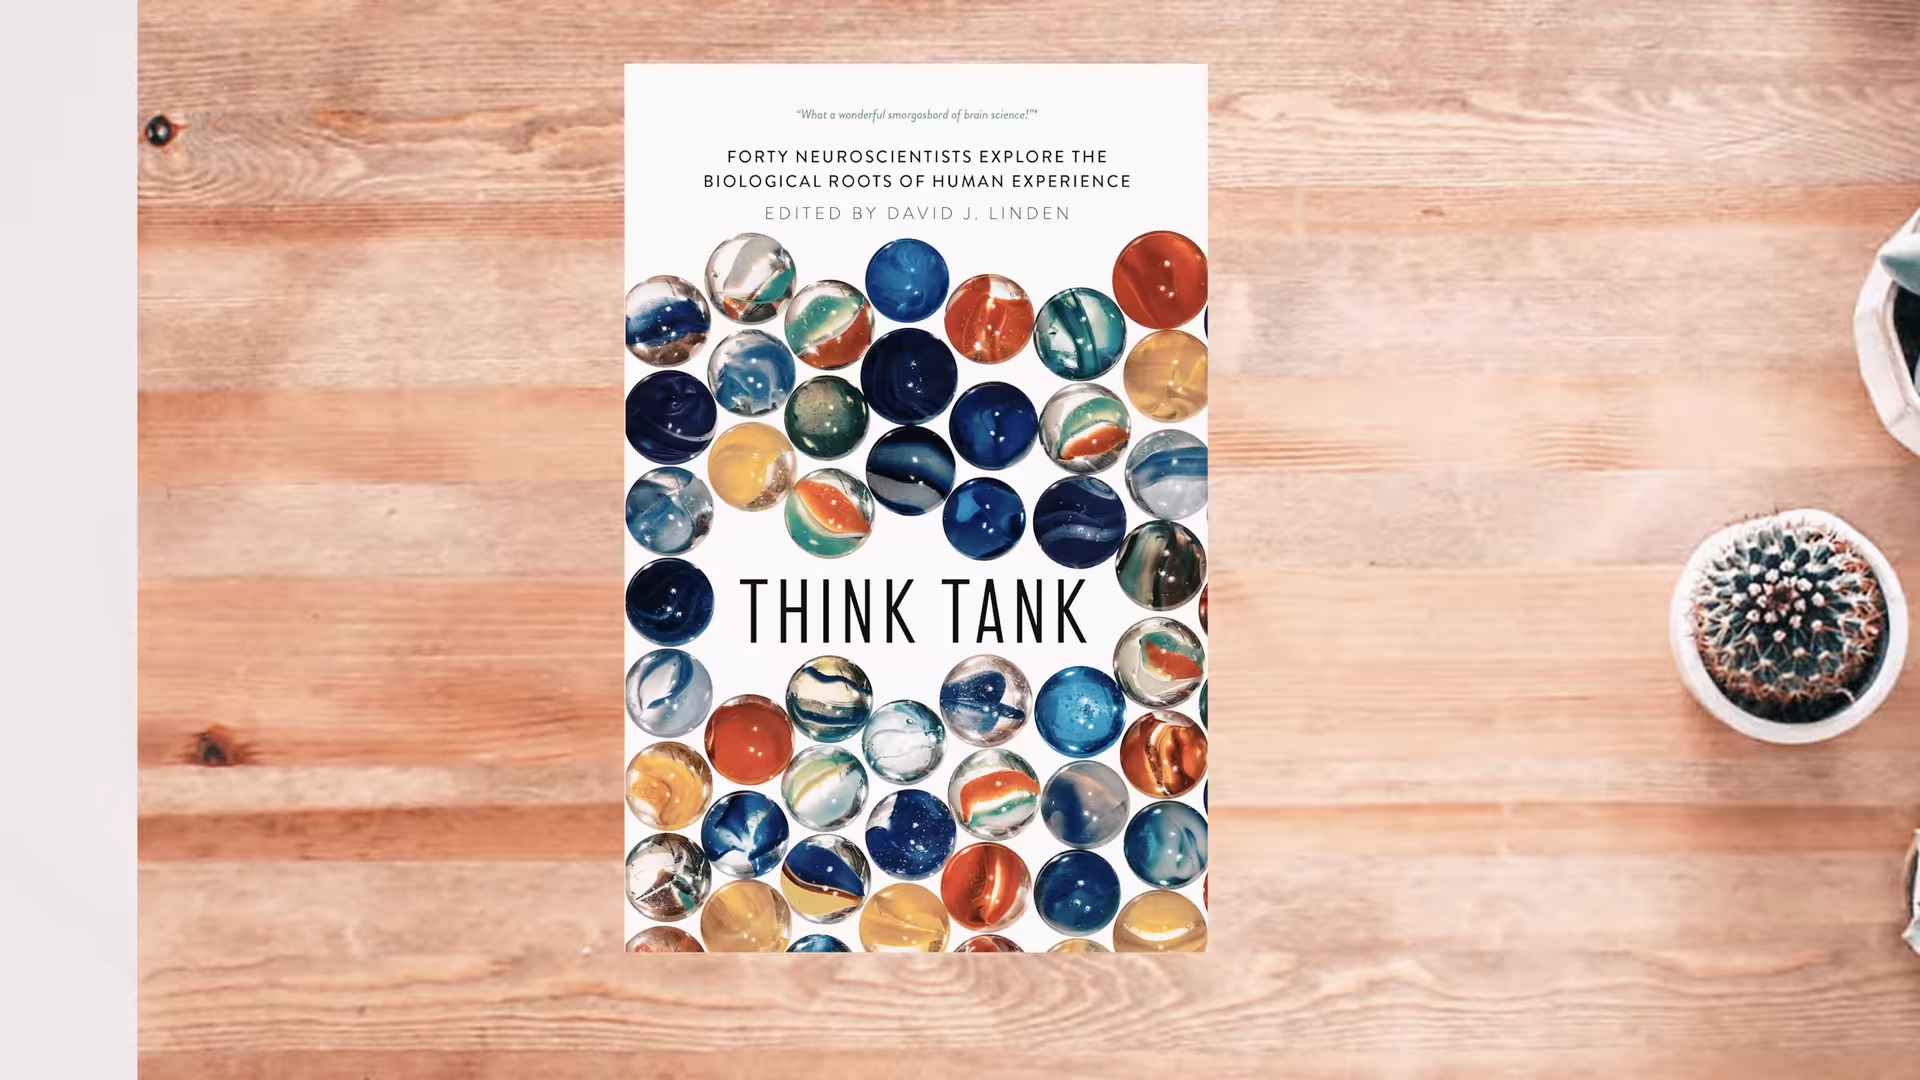 “What a wonderful smorgasbord of brain science!”*
FORTY NEUROSCIENTISTS EXPLORE THE
BIOLOGICAL ROOTS OF HUMAN EXPERIENCE
EDITED BY DAVID J. LINDEN
THINK TANK